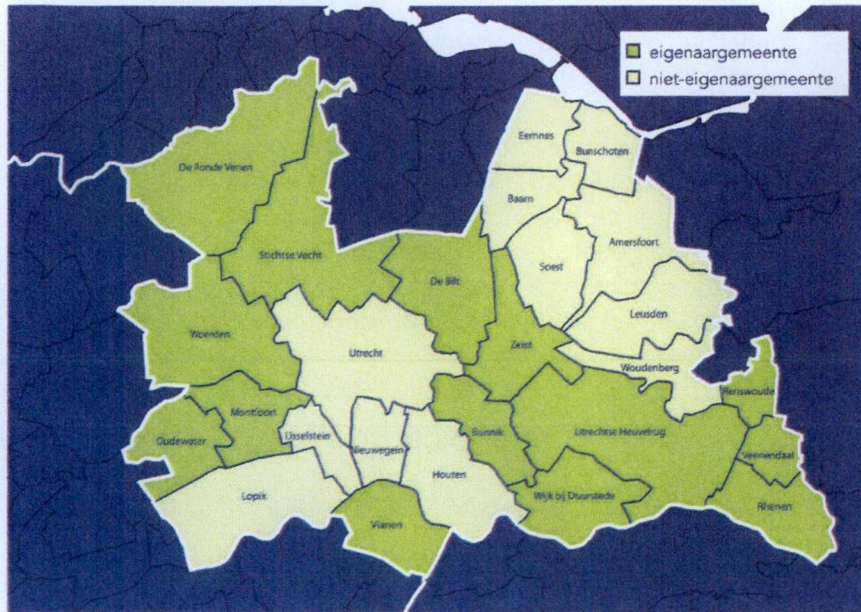 eigenaargemeente
niet-eigenaargemeente
Eemnes
Bunschoten
De Ronde Venen
Baarn
Amersfoort
Stichtse Vecht
Soest
De Bilt
Leusden
Woerden
Zeist
Utrecht
Woudenberg
Renswoude
Montfoort
Oudewater
IJsselstein
Bunnik
Utrechtse Heuvelrug
Nieuwegein
Veenendaal
Houten
Lopik
Wijk bij Duurstede
Rhenen
Vianen